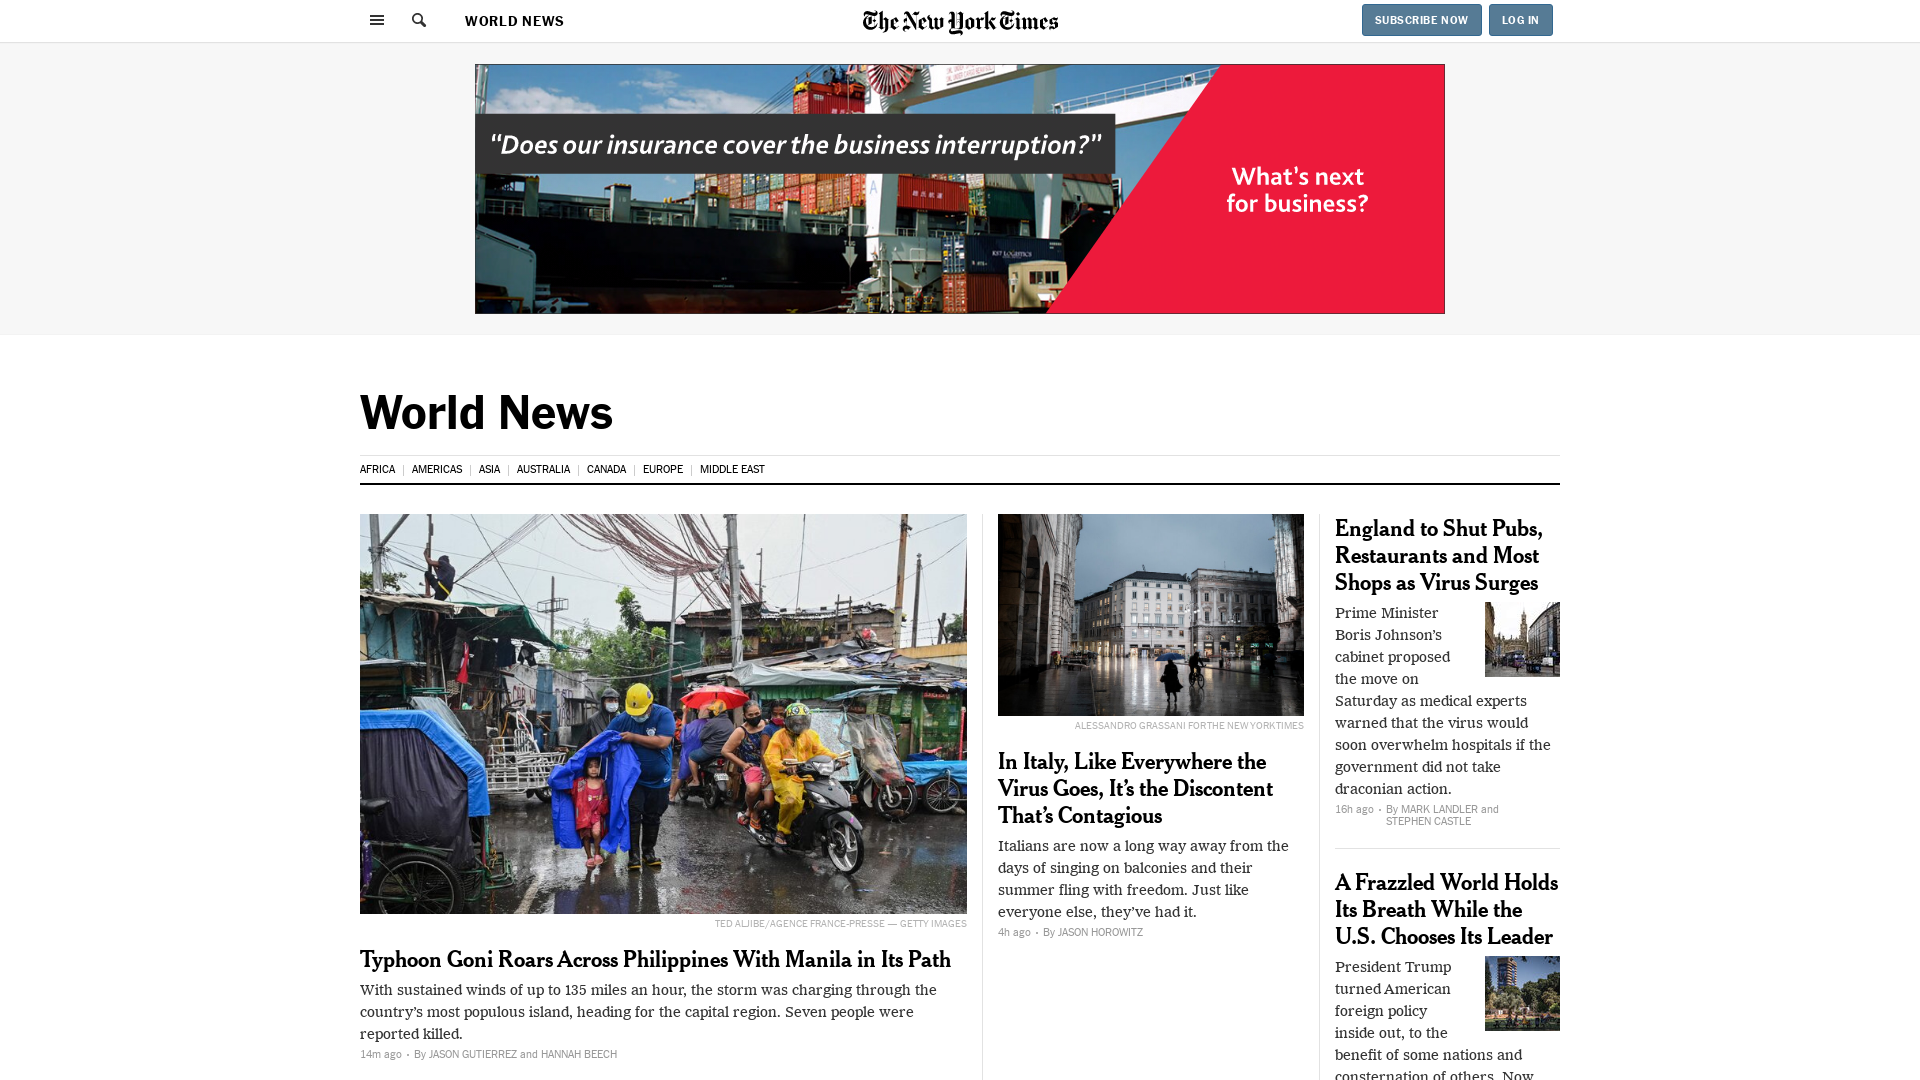 WORLD NEWS
The New York Times
SUBSCRIBE NOW
LOG IN
“Does our insurance cover the business interruption?”
What’s next
for business?
World News
AFRICA
AMERICAS
ASIA
AUSTRALIA
CANADA
EUROPE
MIDDLE EAST
TED ALJIBE/AGENCE FRANCE-PRESSE — GETTY IMAGES
Typhoon Goni Roars Across Philippines With Manila in Its Path
With sustained winds of up to 135 miles an hour, the storm was charging through the
country’s most populous island, heading for the capital region. Seven people were
reported killed.
14m ago • By JASON GUTIERREZ and HANNAH BEECH
ALESSANDRO GRASSANI FOR THE NEW YORK TIMES
In Italy, Like Everywhere the
Virus Goes, It’s the Discontent
That’s Contagious
Italians are now a long way away from the
days of singing on balconies and their
summer fling with freedom. Just like
everyone else, they’ve had it.
4h ago • By JASON HOROWITZ
England to Shut Pubs,
Restaurants and Most
Shops as Virus Surges
Prime Minister
Boris Johnson’s
cabinet proposed
the move on
Saturday as medical experts
warned that the virus would
soon overwhelm hospitals if the
government did not take
draconian action.
16h ago • By MARK LANDLER and
STEPHEN CASTLE
A Frazzled World Holds
Its Breath While the
U.S. Chooses Its Leader
President Trump
turned American
foreign policy
inside out, to the
benefit of some nations and
consternation of others. Now